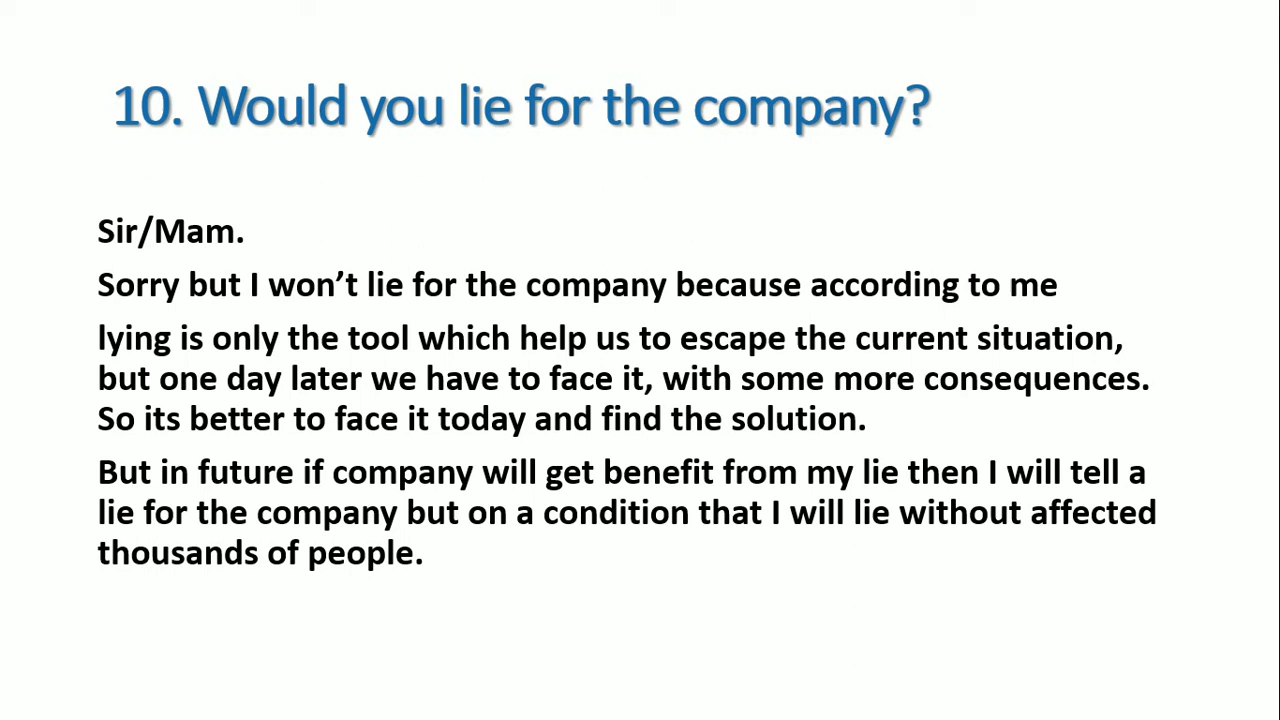 10. Would you lie for the company?
Sir/Mam.
Sorry but I won’t lie for the company because according to me
lying is only the tool which help us to escape the current situation,
but one day later we have to face it, with some more consequences.
So its better to face it today and find the solution.
But in future if company will get benefit from my lie then I will tell a
lie for the company but on a condition that I will lie without affected
thousands of people.